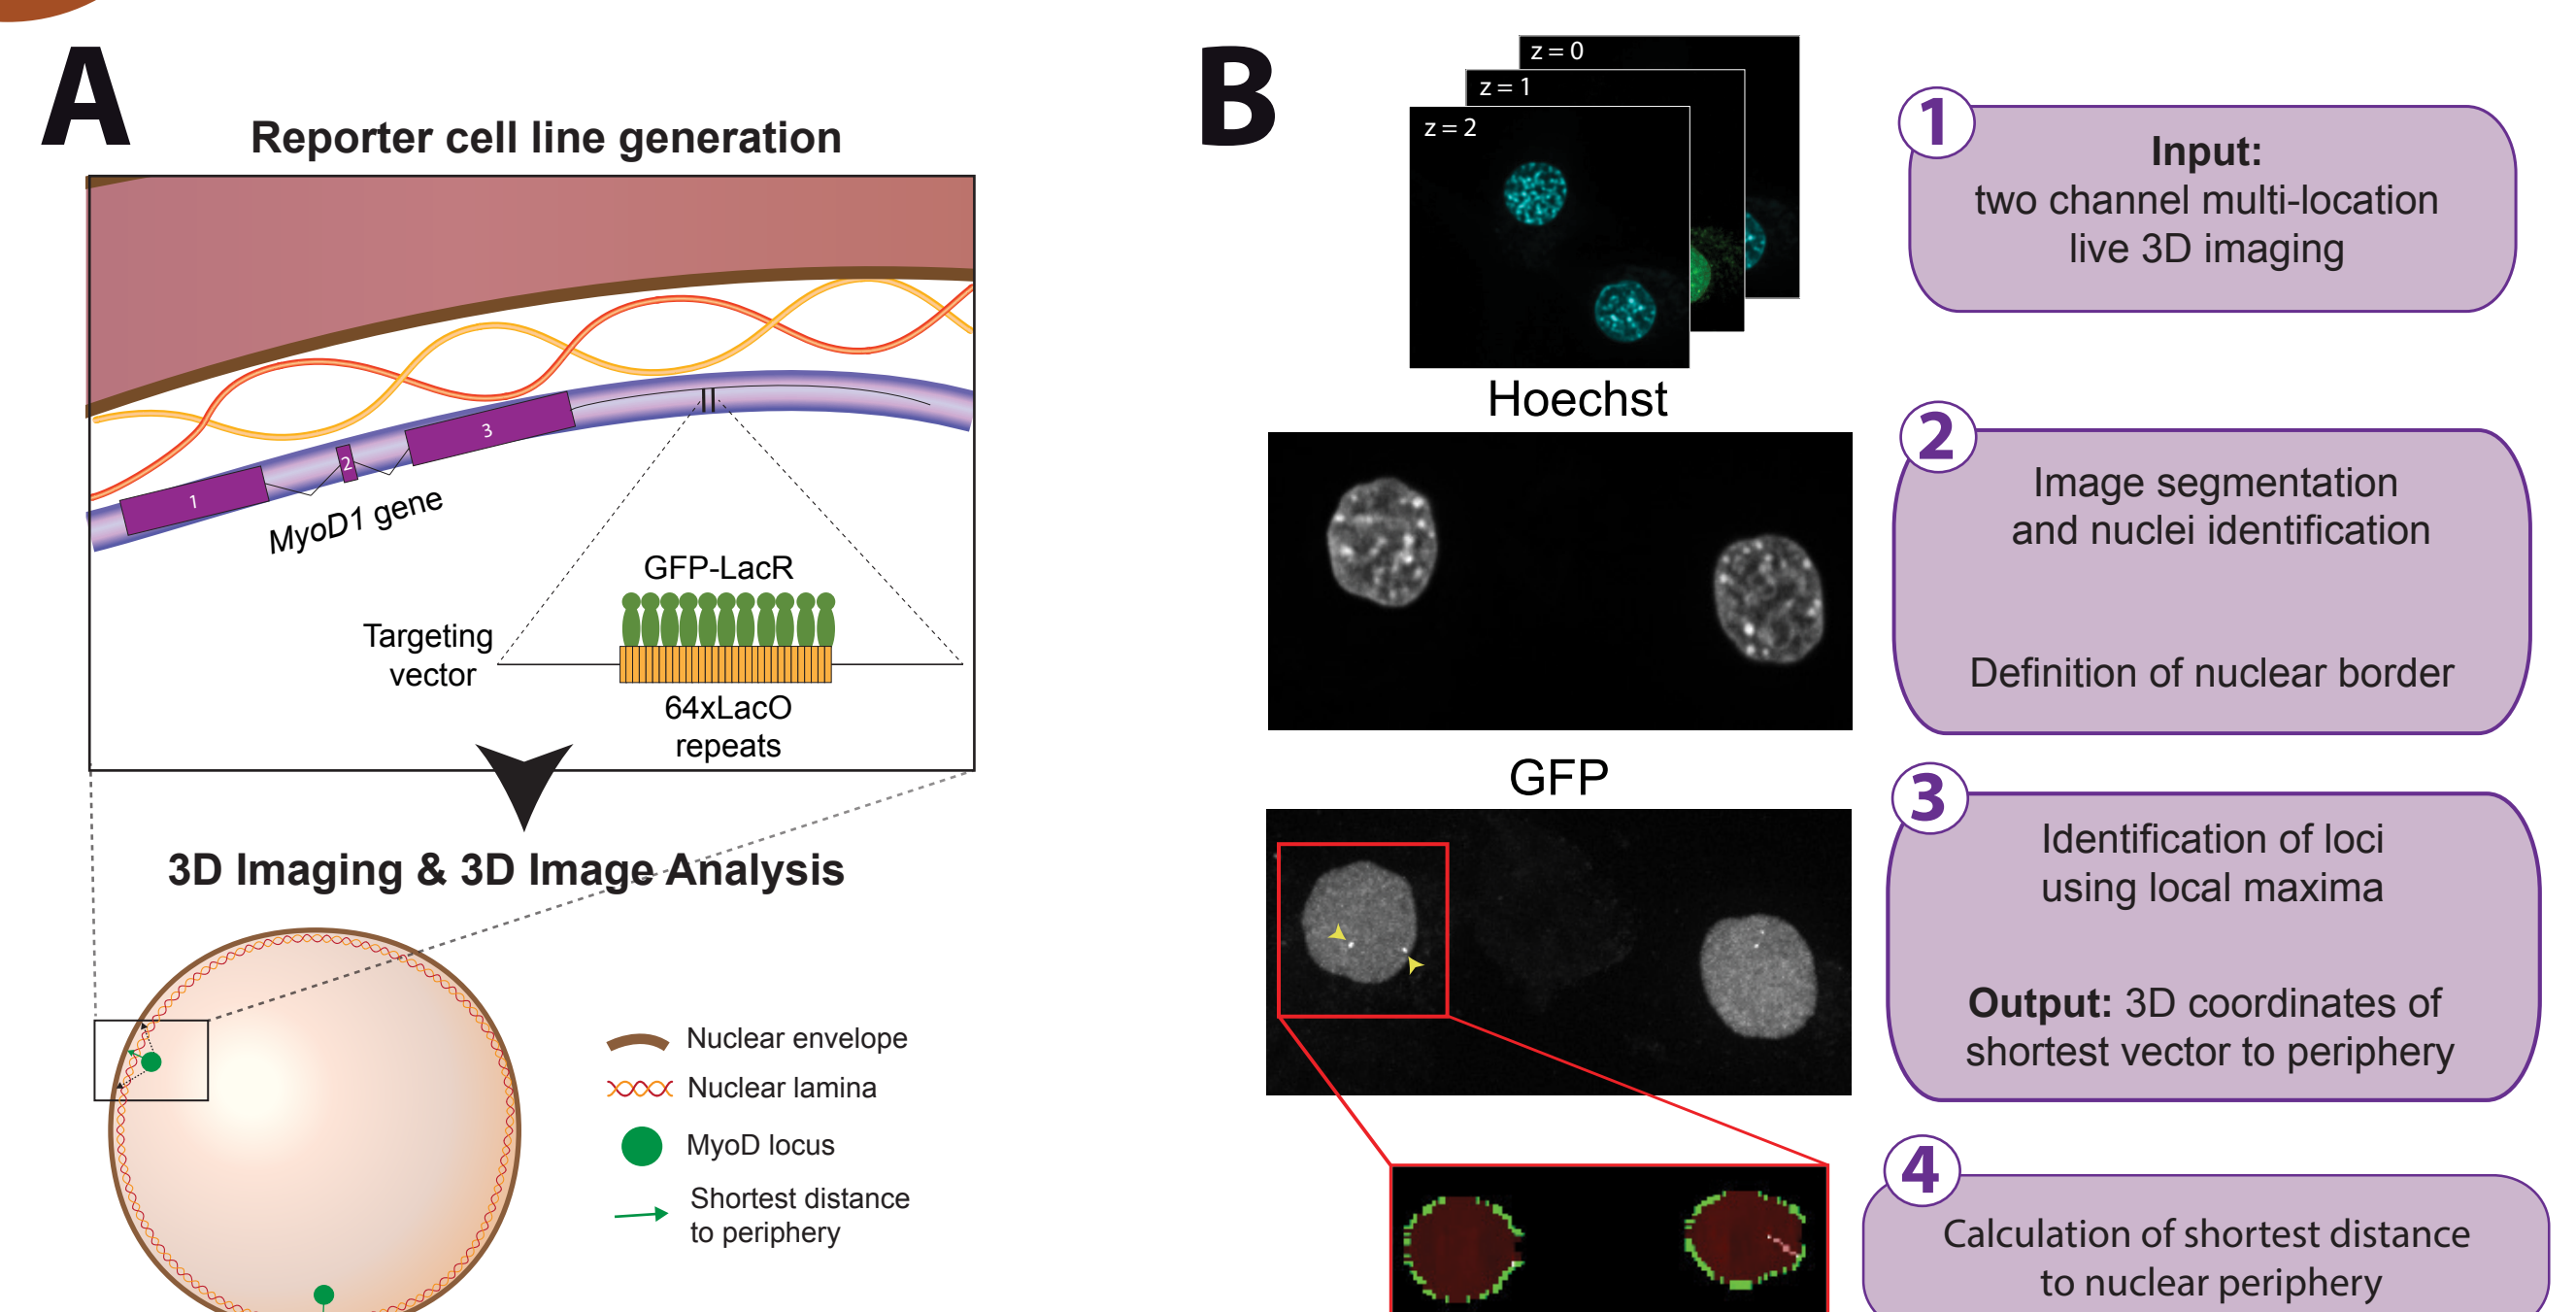 A
Reporter cell line generation
1
2
3
MyoD1 gene
GFP-LacR
Targeting
vector
64xLacO
repeats
3D Imaging & 3D Image Analysis
Nuclear envelope
Nuclear lamina
MyoD locus
Shortest distance
to periphery
B
z = 0
z = 1
z = 2
Hoechst
GFP
1
Input:
two channel multi-location
live 3D imaging
2
Image segmentation
and nuclei identification
Definition of nuclear border
3
Identification of loci
using local maxima
Output: 3D coordinates of
shortest vector to periphery
4
Calculation of shortest distance
to nuclear periphery